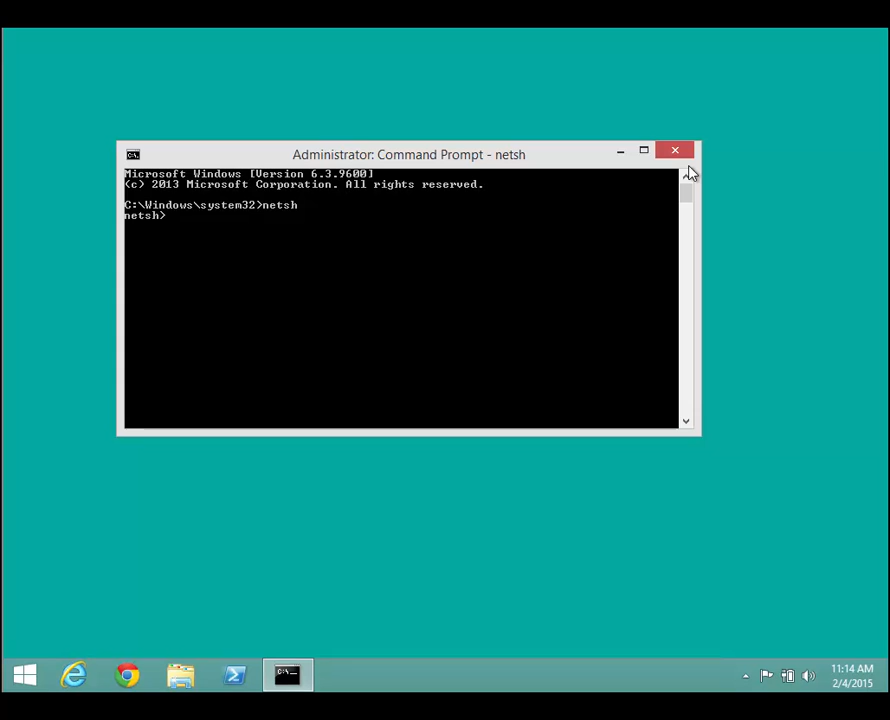 Administrator: Command Prompt - netsh
Microsoft Windows [Version 6.3.9600]
(c) 2013 Microsoft Corporation. All rights reserved.
C:\Windows\system32>netsh
netsh>
11:14 AM
2/4/2015